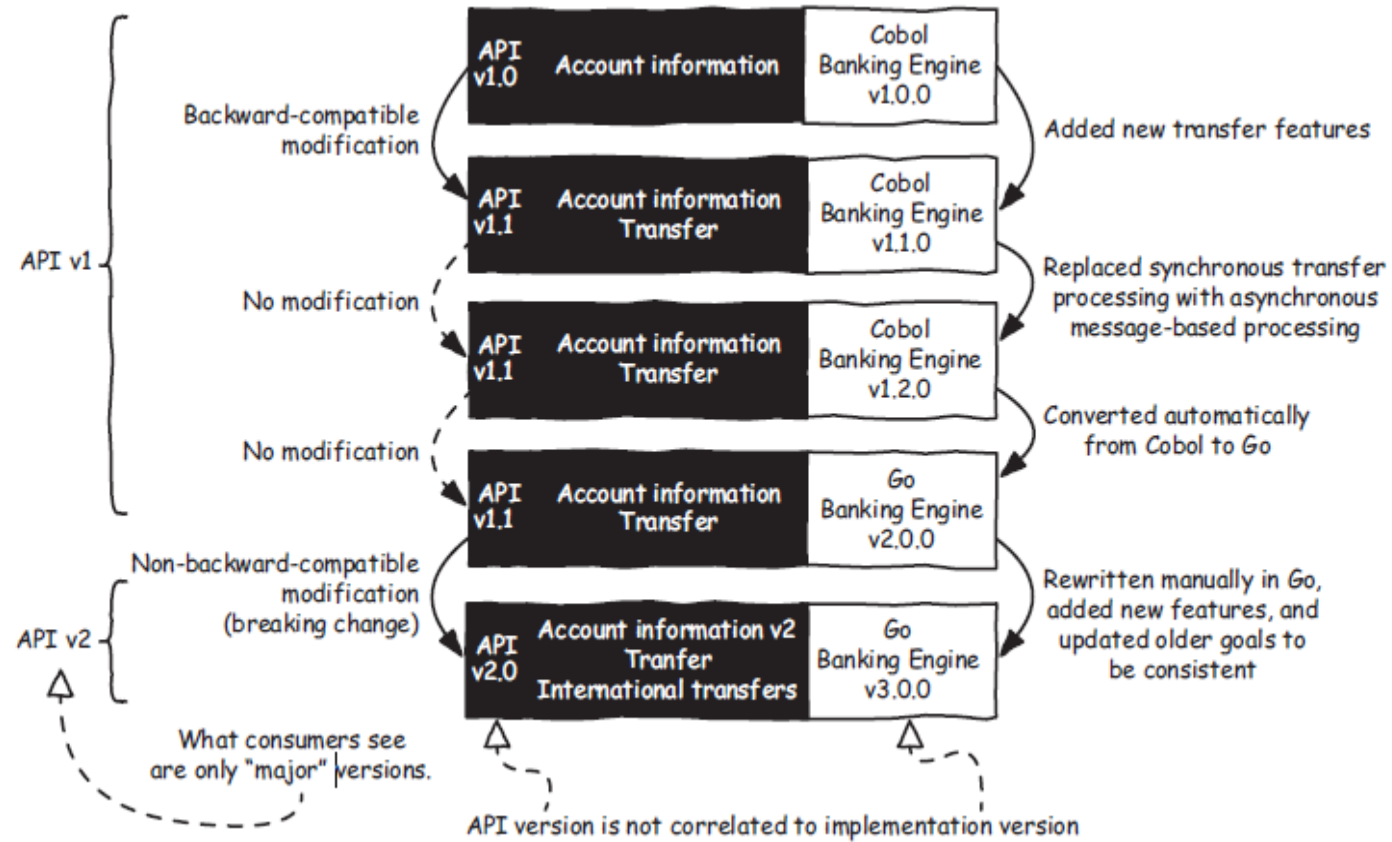 API v1
Backward-compatible
modification
No modification
No modification
API
v1.0
Account information
Cobol
Banking Engine
v1.0.0
Added new transfer features
API
v1.1
Account information
Transfer
Cobol
Banking Engine
v1.1.0
Replaced synchronous transfer
processing with asynchronous
message-based processing
API
v1.1
Account information
Transfer
Cobol
Banking Engine
v1.2.0
Converted automatically
from Cobol to Go
API
v1.1
Account information
Transfer
Go
Banking Engine
v2.0.0
Non-backward-compatible
modification
(breaking change)
API v2
API
v2.0
Account information v2
Tranfer
International transfers
Go
Banking Engine
v3.0.0
Rewritten manually in Go,
added new features, and
updated older goals to
be consistent
What consumers see
are only “major” versions.
API version is not correlated to implementation version